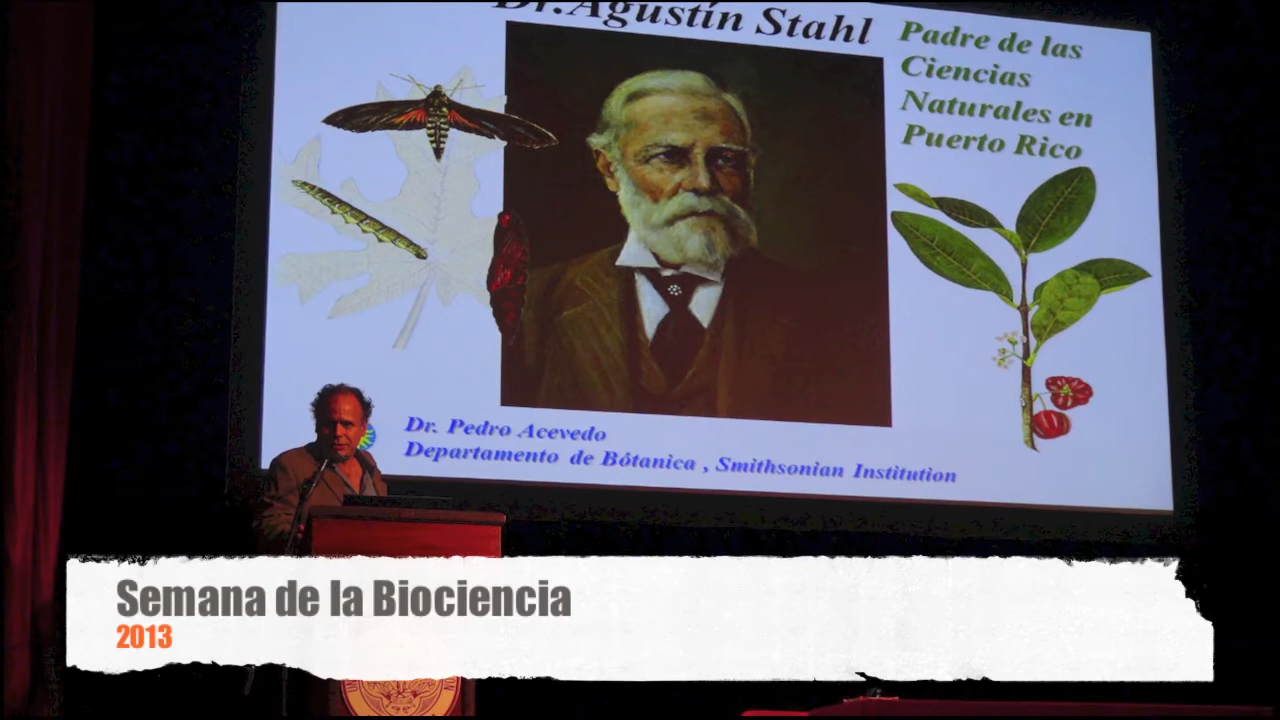 Dr. Agustín Stahl
Padre de las
Ciencias
Naturales en
Puerto Rico
Dr. Pedro Acevedo
Departamento de Bótanica , Smithsonian Institution
Semana de la Biociencia
2013